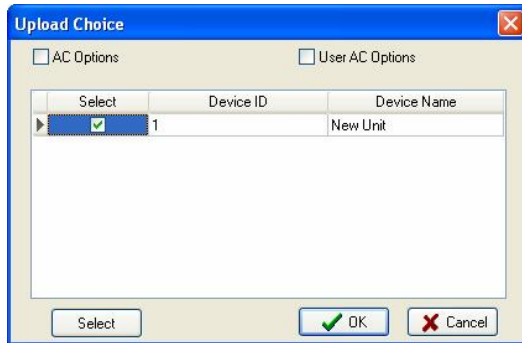 Upload Choice
AC Options User AC Options
Select Device ID Device Name
1 New Unit
Select OK Cancel